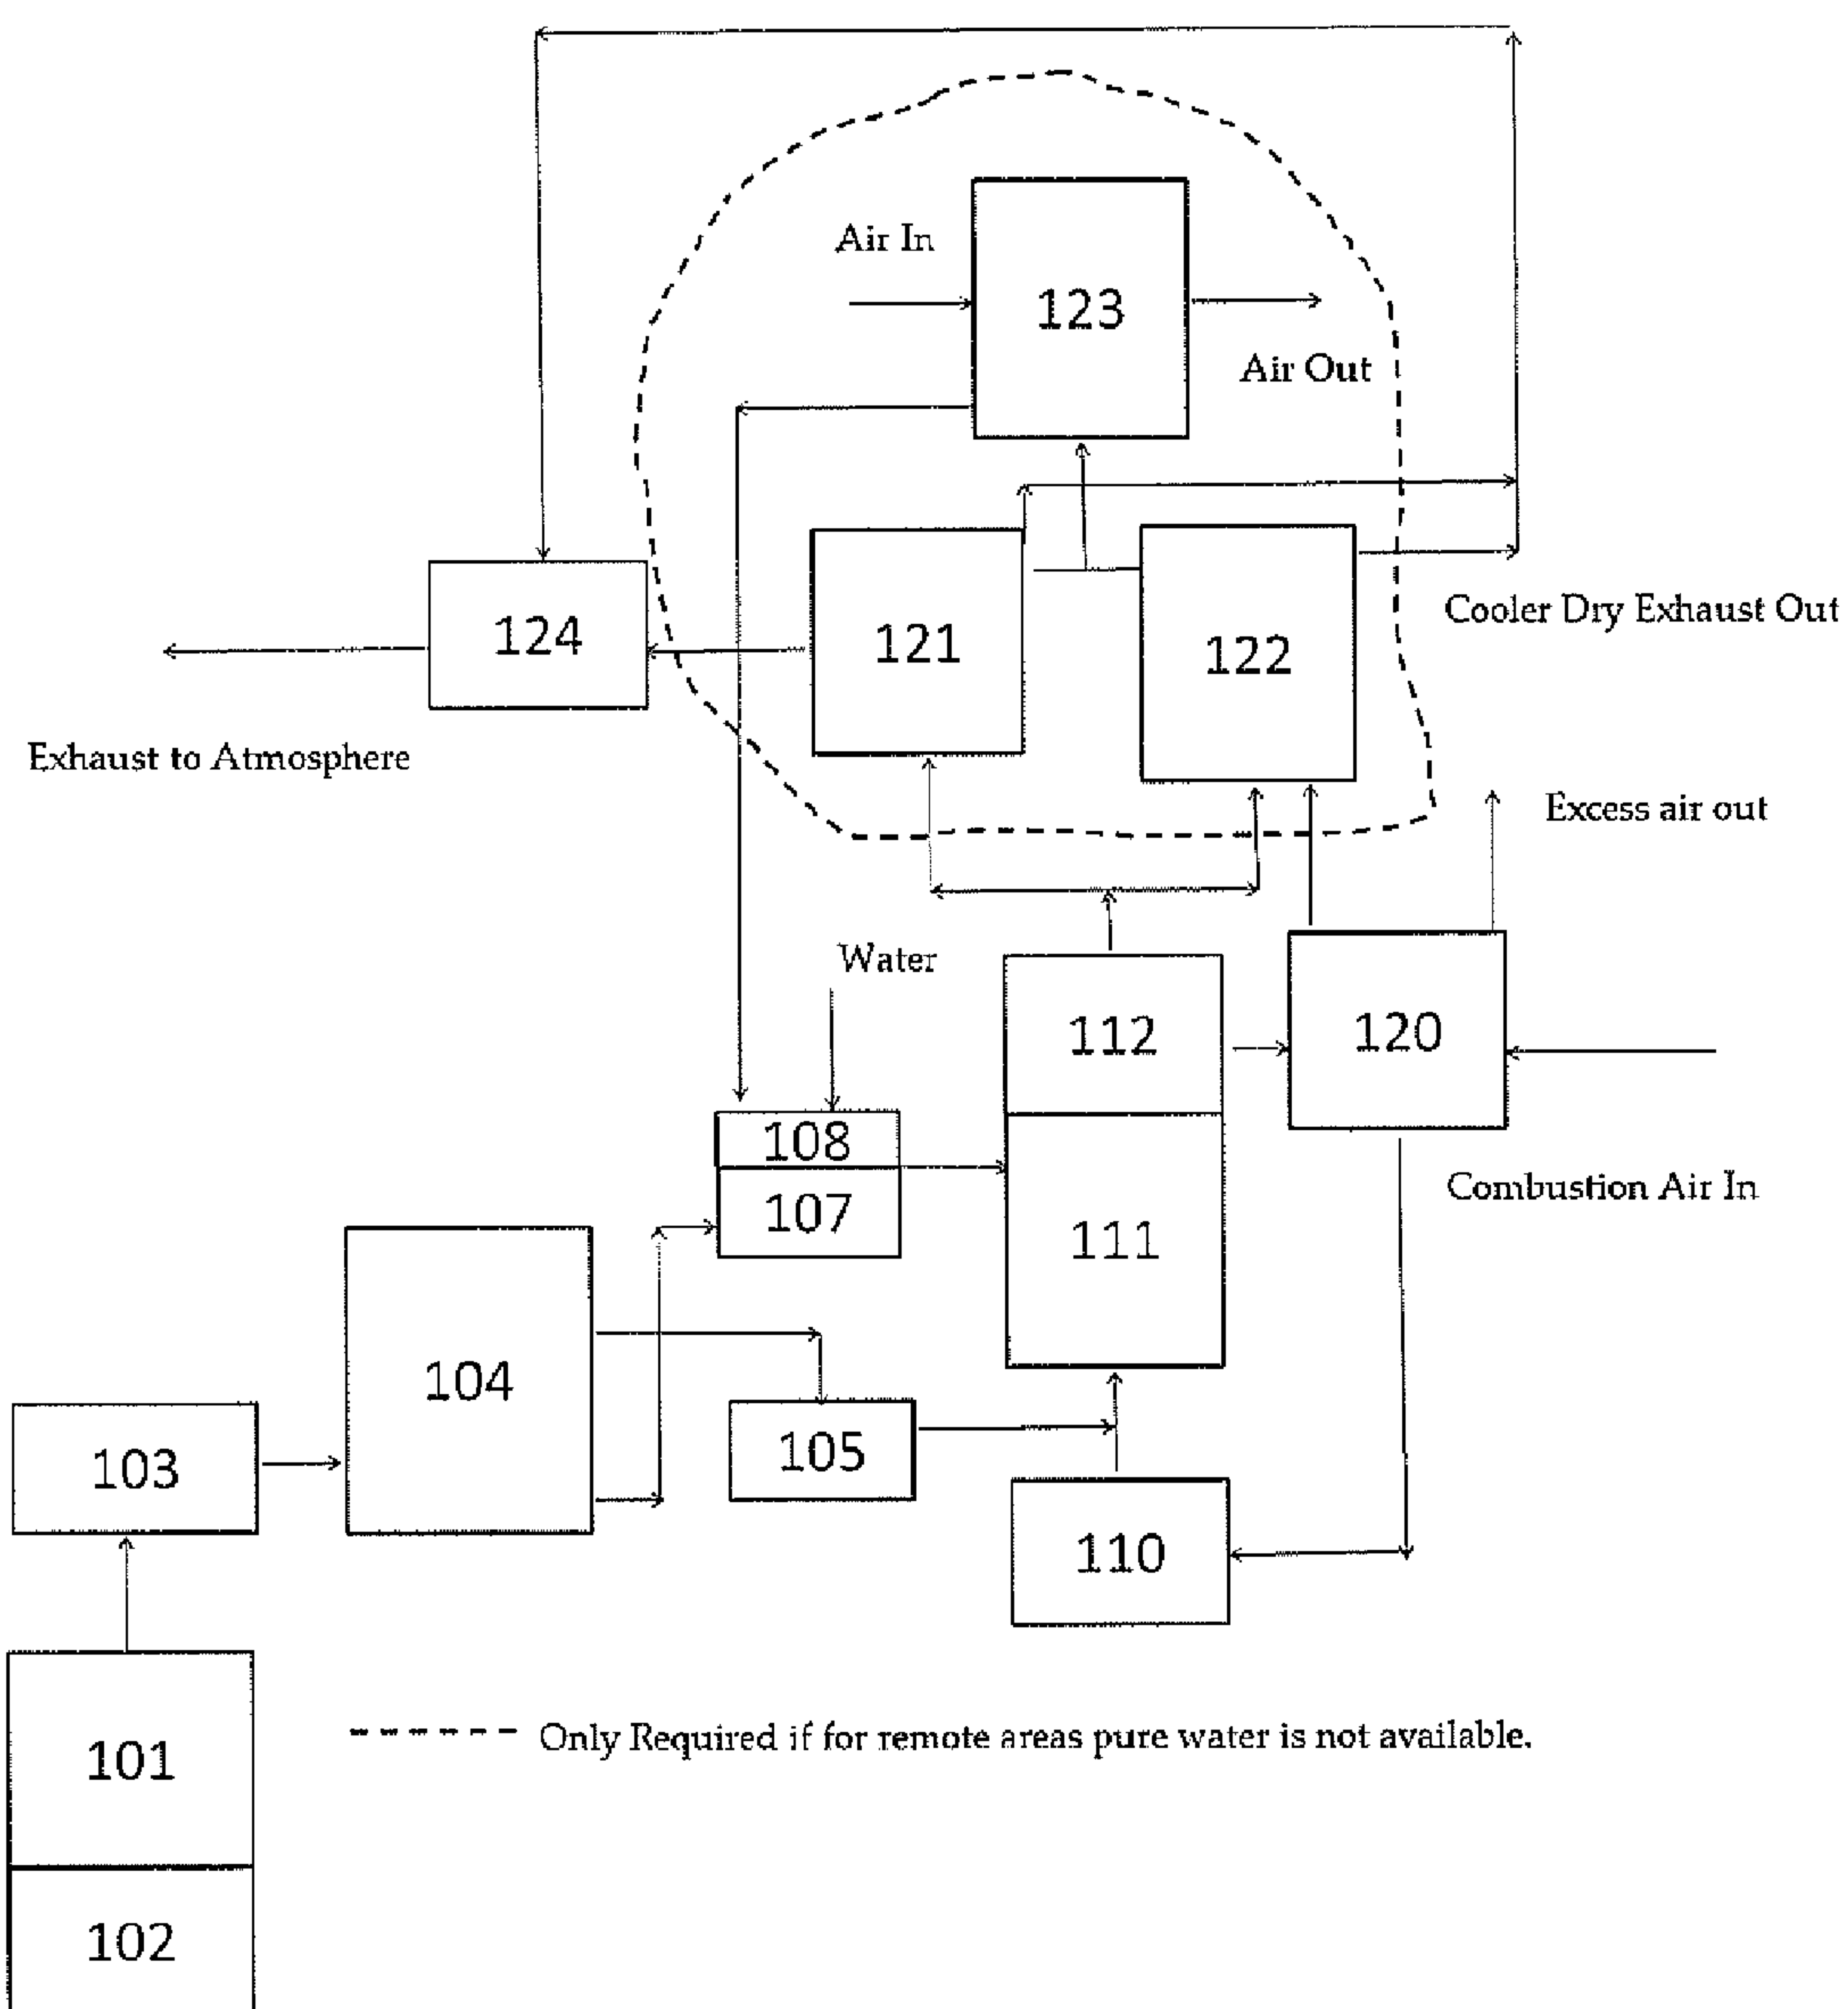 Air In
123
Air Out
121
122
124
Cooler Dry Exhaust Out
Exhaust to Atmosphere
Excess air out
Water
112
120
108
107
111
Combustion Air In
104
103
105
110
101
Only Required if for remote areas pure water is not available.
102